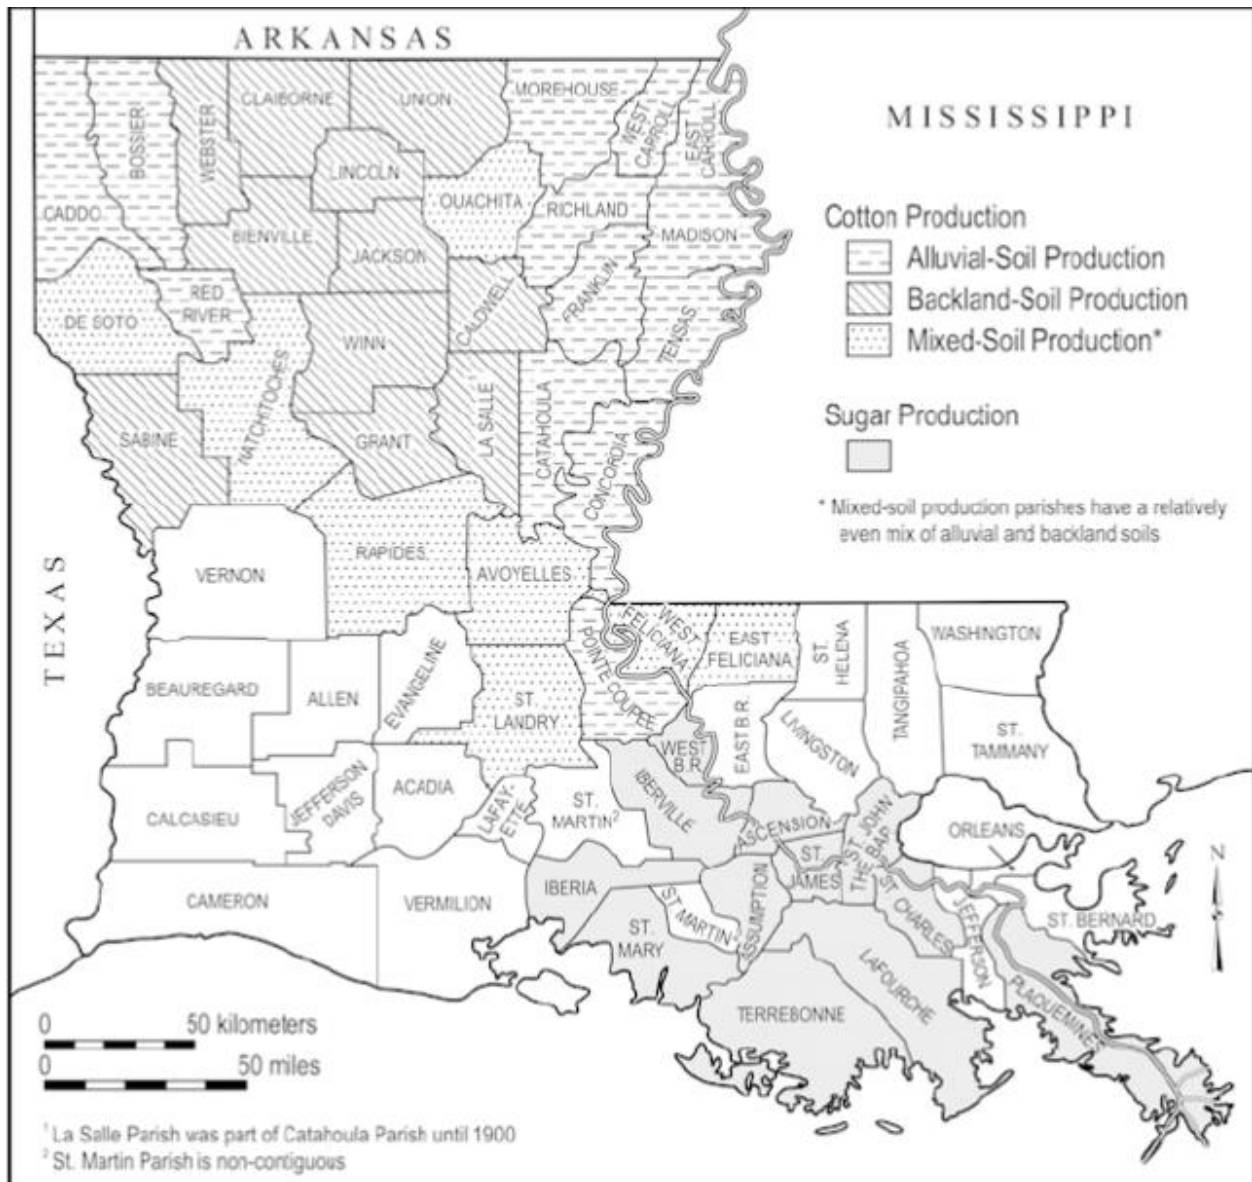 ARKANSAS
MISSISSIPPI
TEXAS
Cotton Production
Alluvial-Soil Production
Backland-Soil Production
Mixed-Soil Production*
Sugar Production
* Mixed-soil production parishes have a relatively
even mix of alluvial and backland soils
CADDO
BOSSIER
WEBSTER
CLAIBORNE
UNION
MOREHOUSE
WEST
CARROLL
EAST
CARROLL
LINCOLN
OUACHITA
RICHLAND
MADISON
BIENVILLE
JACKSON
CALDWELL
FRANKLIN
TENSAS
DE SOTO
RED
RIVER
NATCHITOCHES
WINN
LA SALLE
CATAHOULA
CONCORDIA
SABINE
GRANT
VERNON
RAPIDES
AVOYELLES
WEST
FELICIANA
EAST
FELICIANA
ST.
HELENA
TANGIPAHOA
WASHINGTON
BEAUREGARD
ALLEN
EVANGELINE
ST.
LANDRY
POINTE COUPEE
WEST
B.R.
EAST B.R.
LIVINGSTON
ST.
TAMMANY
CALCASIEU
JEFFERSON
DAVIS
ACADIA
LAFAY-
ETTE
ST.
MARTIN²
IBERVILLE
ASCENSION
ST. JOHN
THE BAP.
ORLEANS
CAMERON
VERMILION
IBERIA
ST.
MARY
ST MARTIN²
ASSUMPTION
ST.
JAMES
ST. CHARLES
JEFFERSON
ST. BERNARD
PLAQUEMINES
TERREBONNE
LAFOURCHE
N
0 50 kilometers
0 50 miles
¹ La Salle Parish was part of Catahoula Parish until 1900
² St. Martin Parish is non-contiguous